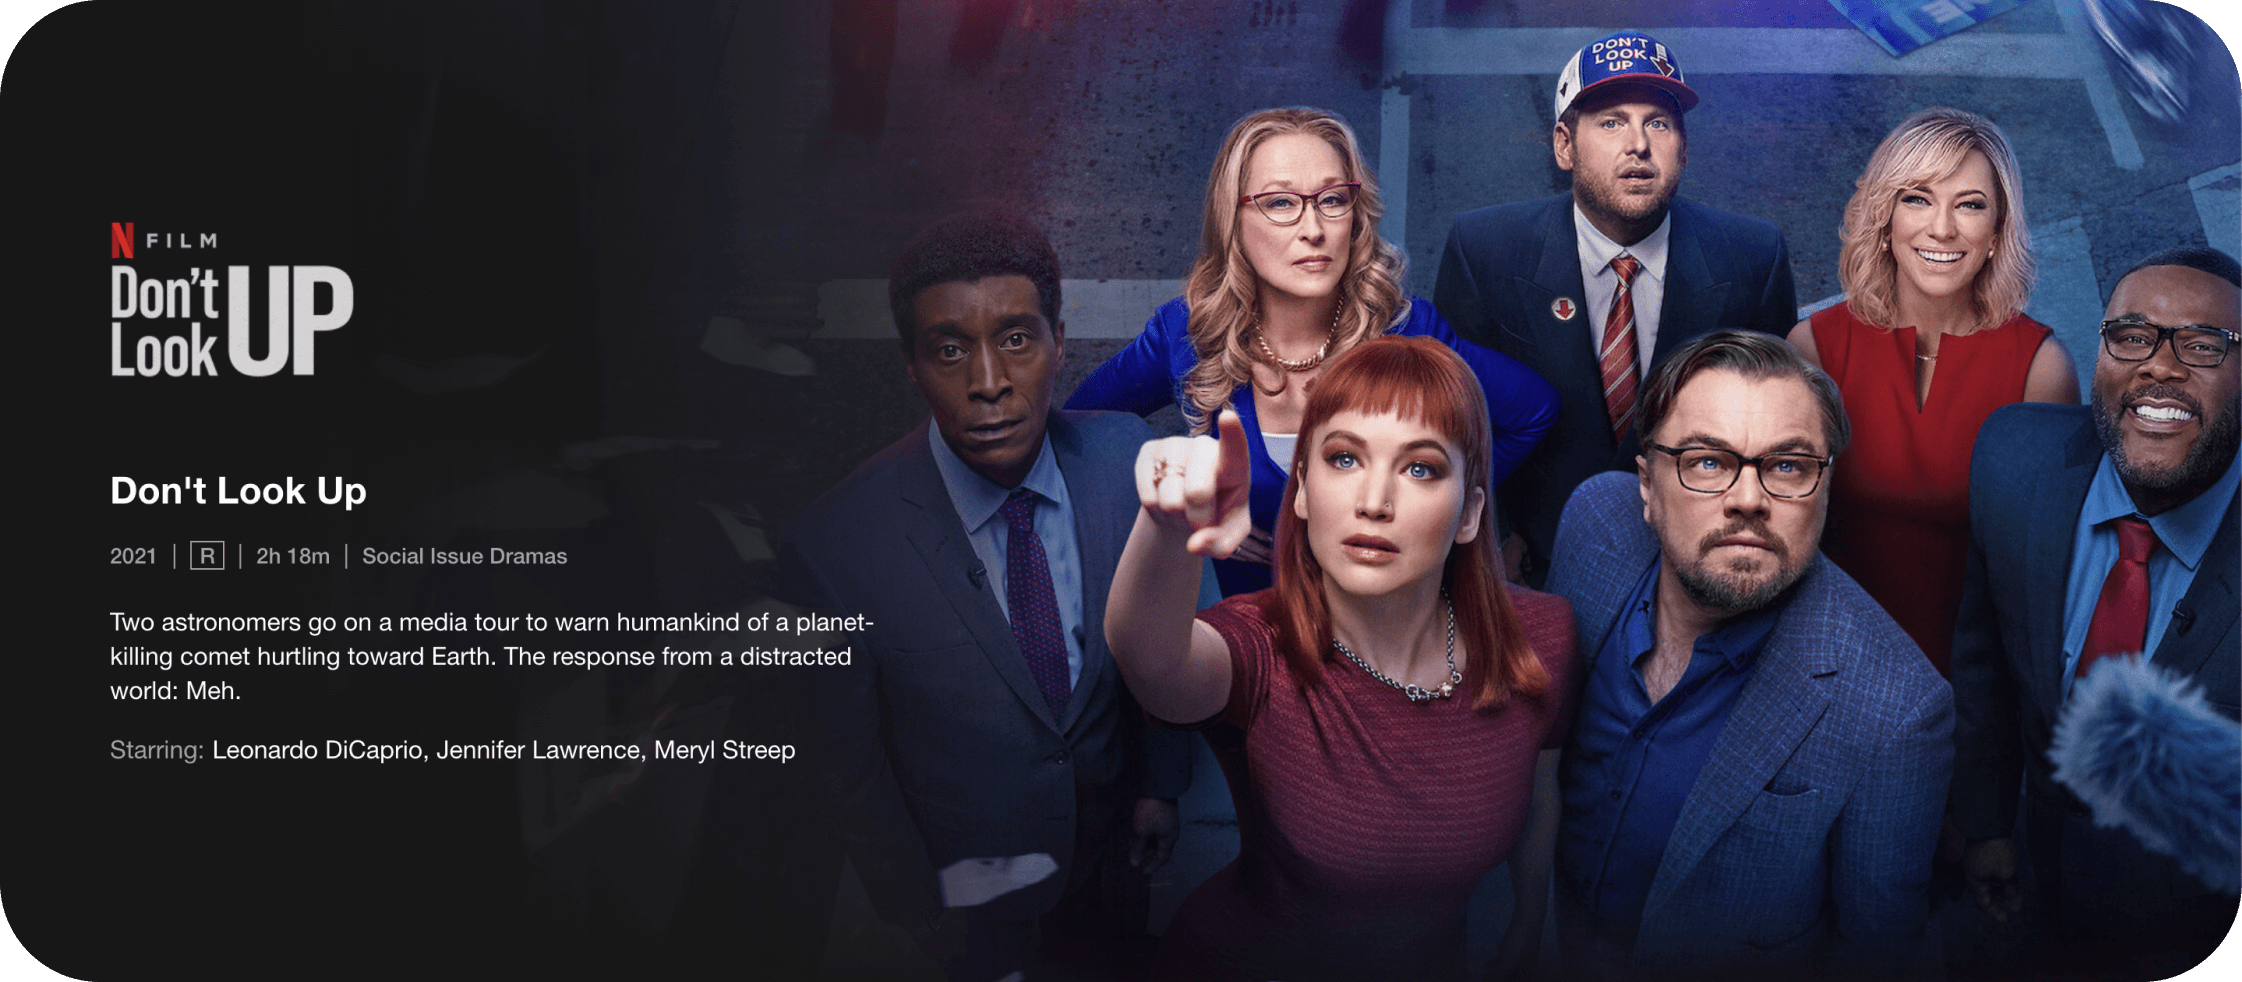 N FILM
Don't
Look UP
Don't Look Up
2021 | R | 2h 18m | Social Issue Dramas
Two astronomers go on a media tour to warn humankind of a planet-
killing comet hurtling toward Earth. The response from a distracted
world: Meh.
Starring: Leonardo DiCaprio, Jennifer Lawrence, Meryl Streep
DON'T
LOOK
UP